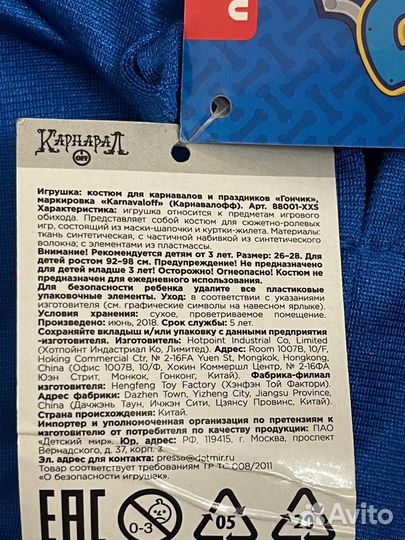 КАРНАВАЛ
OFF
Игрушка: костюм для карнавалов и праздников «Гончик»,
маркировка «Karnavaloff» (Карнавалофф). Арт. 88001-XXS
Характеристика: игрушка относится к предметам игрового
обихода. Представляет собой костюм для сюжетно-ролевых
игр, состоящий из маски-шапочки и куртки-жилета. Материалы:
ткань синтетическая, с частичной набивкой из синтетического
волокна; с элементами из пластмассы.
Внимание! Рекомендуется детям от 3 лет. Размер: 26-28. Для
детей ростом 92-98 см. Предупреждение! Не предназначено
для детей младше 3 лет! Осторожно! Огнеопасно! Костюм не
предназначен для ежедневного использования.
Для безопасности ребенка удалите все пластиковые
упаковочные элементы. Уход: в соответствии с указаниями
изготовителя (см. графические символы на навесном ярлыке).
Условия хранения: сухое, проветриваемое помещение.
Произведено: июнь, 2018. Срок службы: 5 лет.
Сохраняйте вкладыш и/или упаковку с данными предприятия
-изготовителя. Изготовитель: Hotpoint Industrial Co, Limited
(Хотпойнт Индастриал Ко, Лимитед). Адрес: Room 1007B, 10/F,
Hoking Commercial Ctr, № 2-16FA Yuen St, Mongkok, Hongkong,
China (Офис 1007В, 10/Ф, Хокин Коммершл Центр, № 2-16ФА
Юэн Стрит, Монкок, Гонконг, Китай). Фабрика-филиал
изготовителя: Hengfeng Toy Factory (Хэнфэн Той Фактори).
Адрес фабрики: Dazhen Town, Yizheng City, Jiangsu Province,
China (Дачжэнь Таун, Ичжен Сити, Цзянсу Провинс, Китай).
Страна происхождения: Китай.
Импортер и уполномоченная организация по претензиям к
изготовителю от потребителя по качеству продукции: ПАО
«Детский мир». Юр. адрес: РФ, 119415, г. Москва, проспект
Вернадского, д. 37, корп. 3.
Контактный e-mail: presso@detmir.ru
Товар соответствует требованиям ТР ТС 008/2011
«О безопасности игрушек».
EAC
0-3
05
Avito